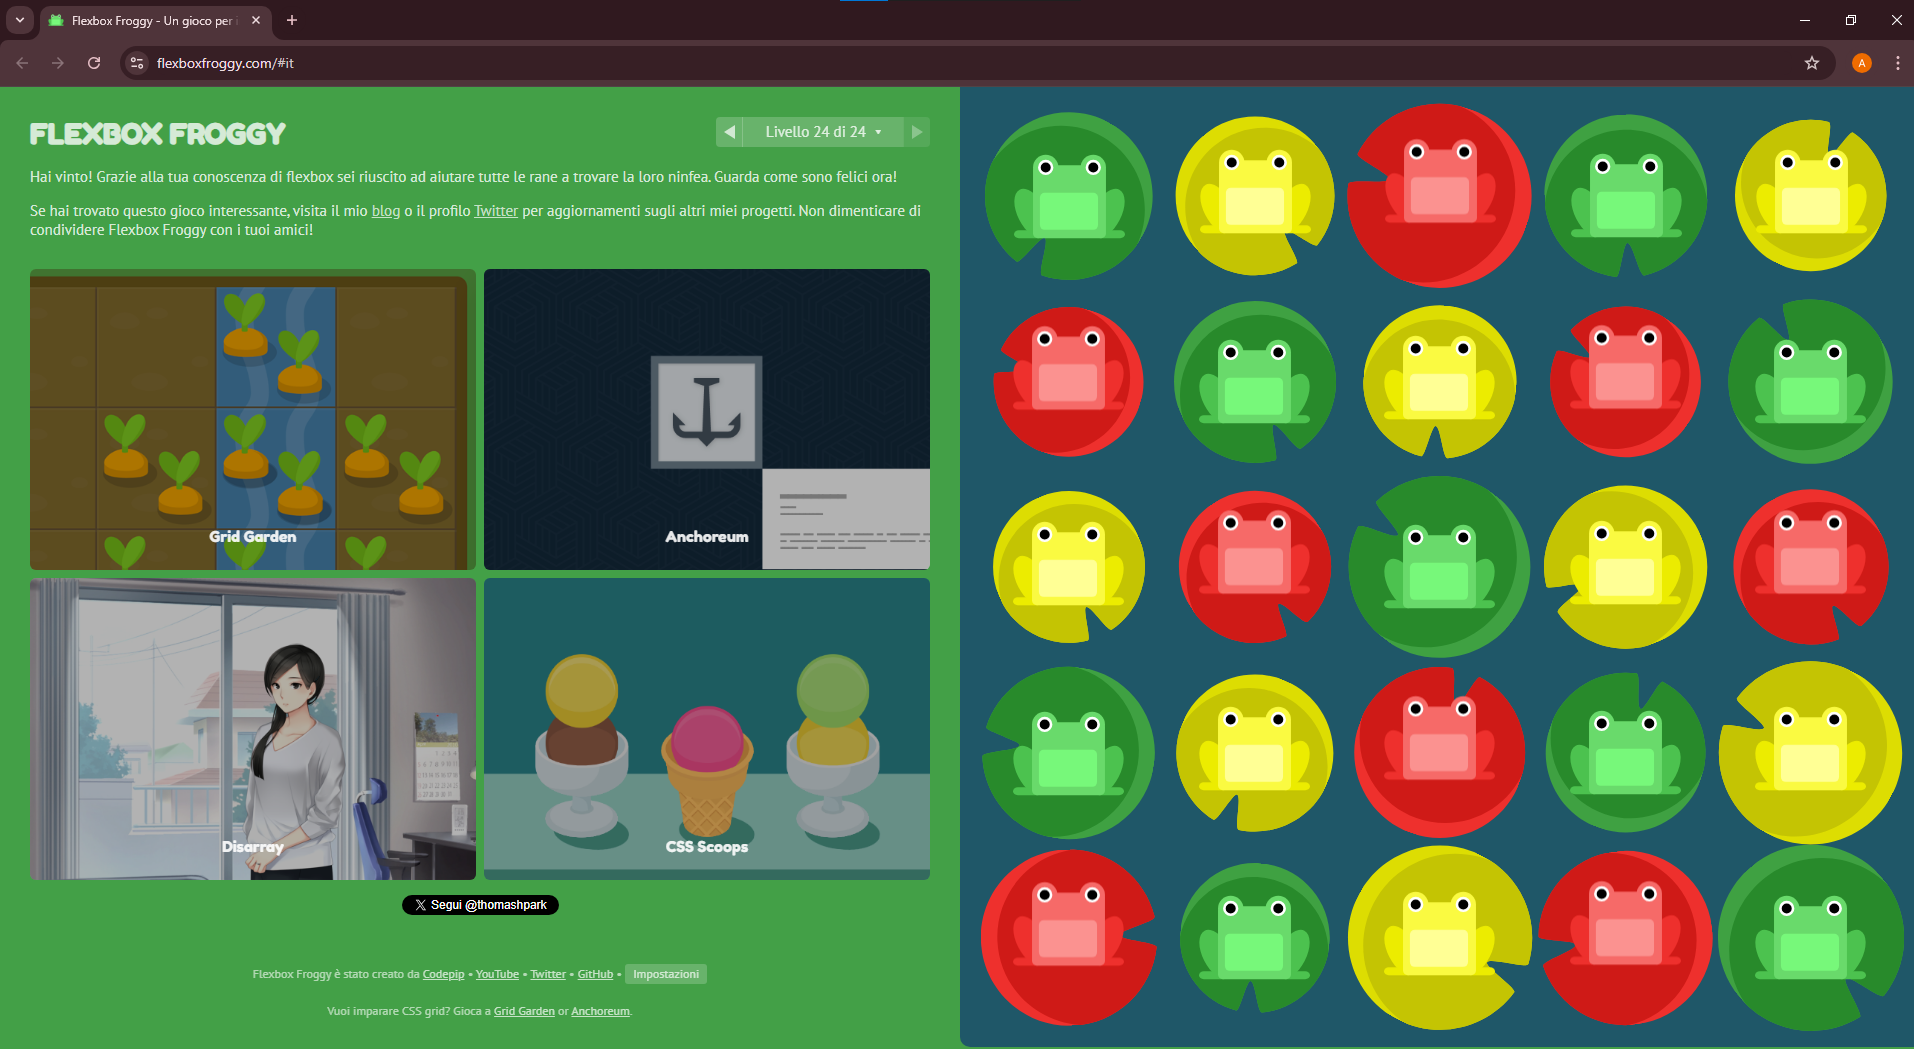 Flexbox Froggy - Un gioco per i
flexboxfroggy.com/#it
A
FLEXBOX FROGGY
Livello 24 di 24
Hai vinto! Grazie alla tua conoscenza di flexbox sei riuscito ad aiutare tutte le rane a trovare la loro ninfea. Guarda come sono felici ora!
Se hai trovato questo gioco interessante, visita il mio blog o il profilo Twitter per aggiornamenti sugli altri miei progetti. Non dimenticare di
condividere Flexbox Froggy con i tuoi amici!
Grid Garden
Anchoreum
Disarray
CSS Scoops
Segui @thomashpark
Flexbox Froggy è stato creato da Codepip • YouTube • Twitter • GitHub • Impostazioni
Vuoi imparare CSS grid? Gioca a Grid Garden or Anchoreum.